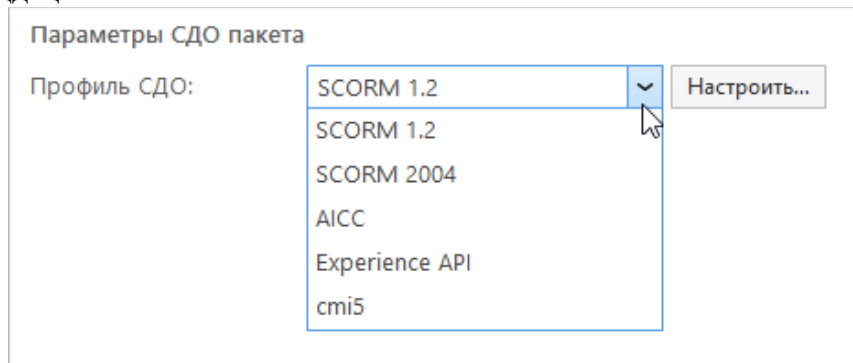 Параметры СДО пакета
Профиль СДО:
SCORM 1.2
Настроить...
SCORM 1.2
SCORM 2004
AICC
Experience API
cmi5